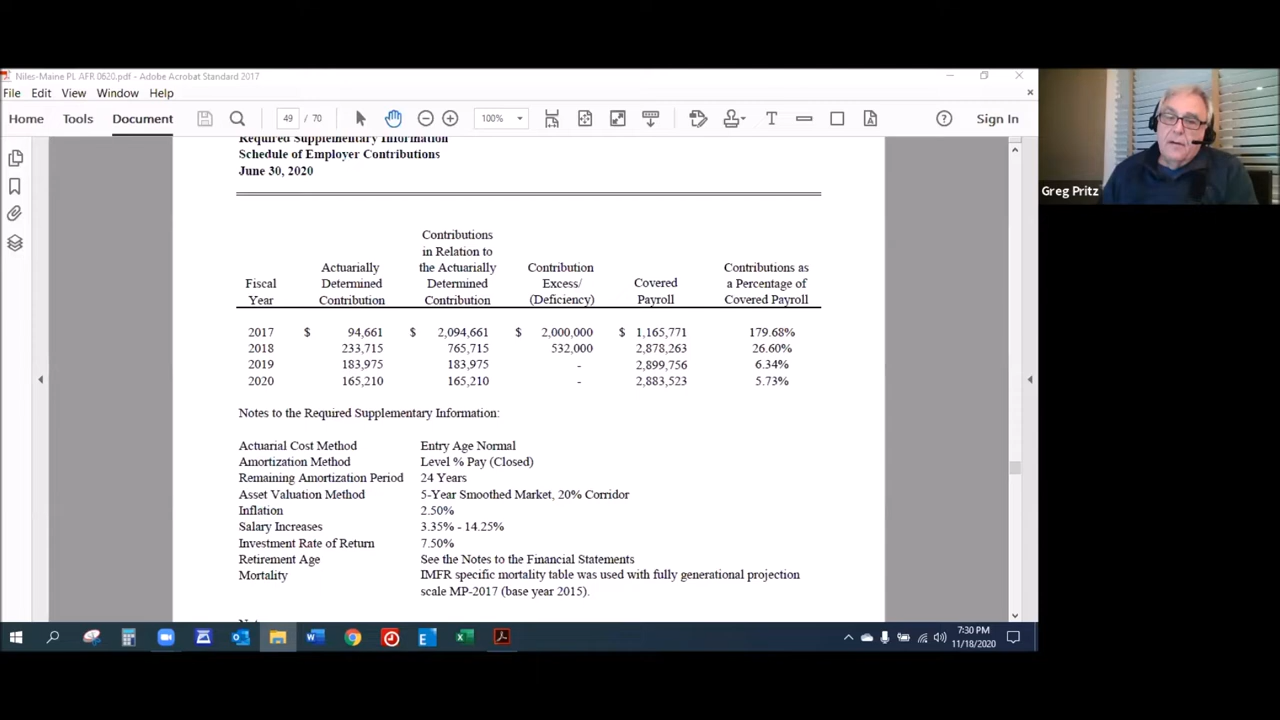 Niles-Maine PL AFR 0620.pdf - Adobe Acrobat Standard 2017
File Edit View Window Help
Home Tools Document 49 / 70 100% Sign In
Required Supplementary Information
Schedule of Employer Contributions
June 30, 2020
Contributions
in Relation to
Actuarially the Actuarially Contribution Contributions as
Fiscal Determined Determined Excess/ Covered a Percentage of
Year Contribution Contribution (Deficiency) Payroll Covered Payroll
2017 $ 94,661 $ 2,094,661 $ 2,000,000 $ 1,165,771 179.68%
2018 233,715 765,715 532,000 2,878,263 26.60%
2019 183,975 183,975 - 2,899,756 6.34%
2020 165,210 165,210 - 2,883,523 5.73%
Notes to the Required Supplementary Information:
Actuarial Cost Method Entry Age Normal
Amortization Method Level % Pay (Closed)
Remaining Amortization Period 24 Years
Asset Valuation Method 5-Year Smoothed Market, 20% Corridor
Inflation 2.50%
Salary Increases 3.35% - 14.25%
Investment Rate of Return 7.50%
Retirement Age See the Notes to the Financial Statements
Mortality IMFR specific mortality table was used with fully generational projection
scale MP-2017 (base year 2015).
Greg Pritz
7:30 PM
11/18/2020